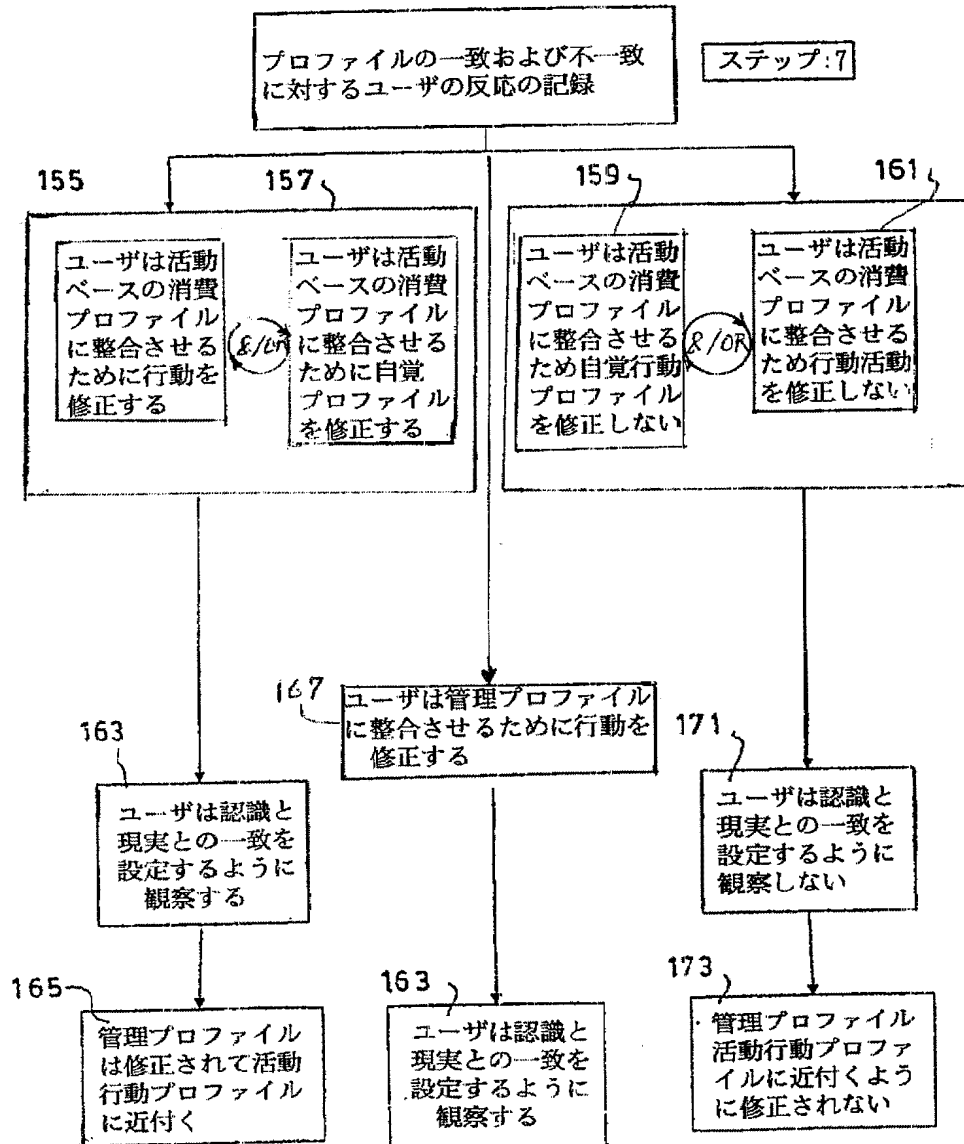 プロファイルの一致および不一致
に対するユーザの反応の記録
ステップ:7
155
157
159
161
ユーザは活動
ベースの消費
プロファイル
に整合させる
ために行動を
修正する
&/OR
ユーザは活動
ベースの消費
プロファイル
に整合させる
ために自覚
プロファイル
を修正する
ユーザは活動
ベースの消費
プロファイル
に整合させる
ため自覚行動
プロファイル
を修正しない
&/OR
ユーザは活動
ベースの消費
プロファイル
に整合させる
ため行動活動
を修正しない
167
ユーザは管理プロファイル
に整合させるために行動を
修正する
163
ユーザは認識と
現実との一致を
設定するように
観察する
171
ユーザは認識と
現実との一致を
設定するように
観察しない
165
管理プロファイル
は修正されて活動
行動プロファイル
に近付く
163
ユーザは認識と
現実との一致を
設定するように
観察する
173
管理プロファイル
活動行動プロファ
イルに近付くよう
に修正されない